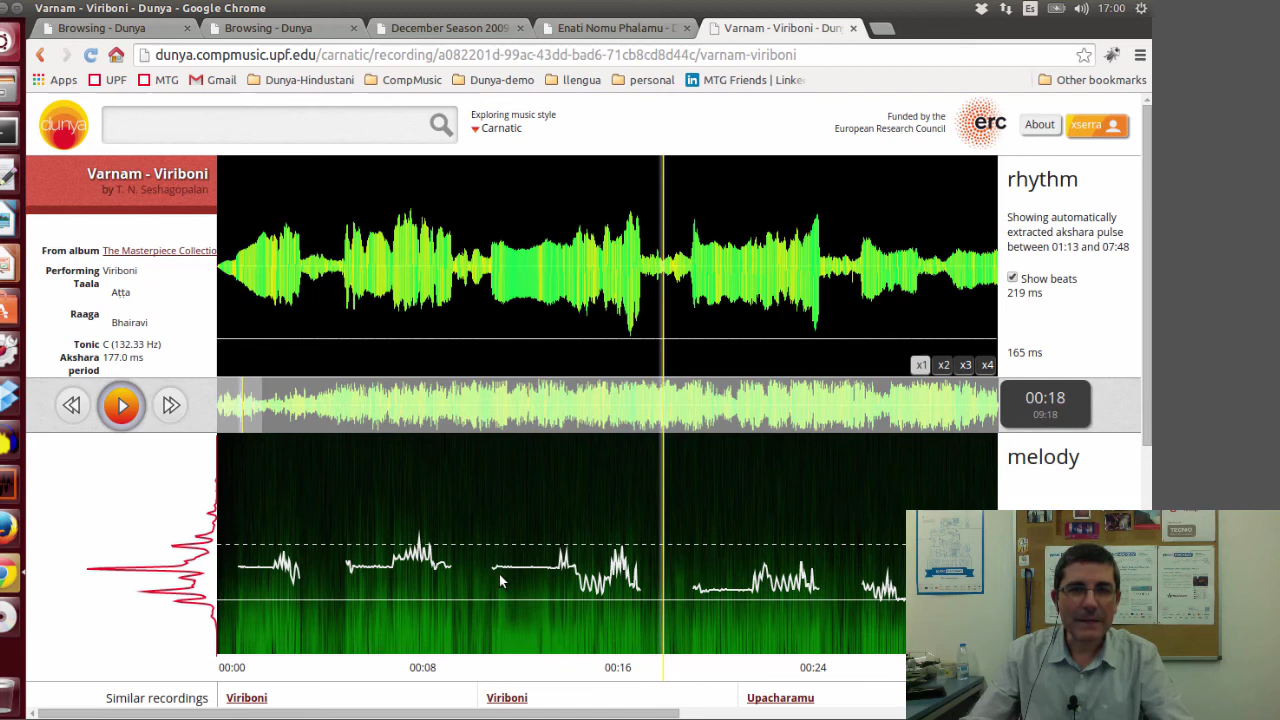 Varnam - Viriboni - Dunya - Google Chrome
Es
17:00
Browsing - Dunya
Browsing - Dunya
December Season 2009
Enati Nomu Phalamu - D
Varnam - Viriboni - Dunya
dunya.compmusic.upf.edu/carnatic/recording/a082201d-99ac-43dd-bad6-71cb8cd8d44c/varnam-viriboni
Apps
UPF
MTG
Gmail
Dunya-Hindustani
CompMusic
Dunya-demo
llengua
personal
MTG Friends | Linke
Other bookmarks
dunya
Exploring music style
Carnatic
Funded by the
European Research Council
erc
About
xserra
Varnam - Viriboni
by T. N. Seshagopalan
From album The Masterpiece Collectio
Performing Viriboni
Taala
Aṭṭa
Raaga
Bhairavi
Tonic C (132.33 Hz)
Akshara 177.0 ms
period
rhythm
Showing automatically
extracted akshara pulse
between 01:13 and 07:48
Show beats
219 ms
165 ms
x1 x2 x3 x4
00:18
09:18
melody
TECNIO
00:00 00:08 00:16 00:24
Similar recordings Viriboni Viriboni Upacharamu